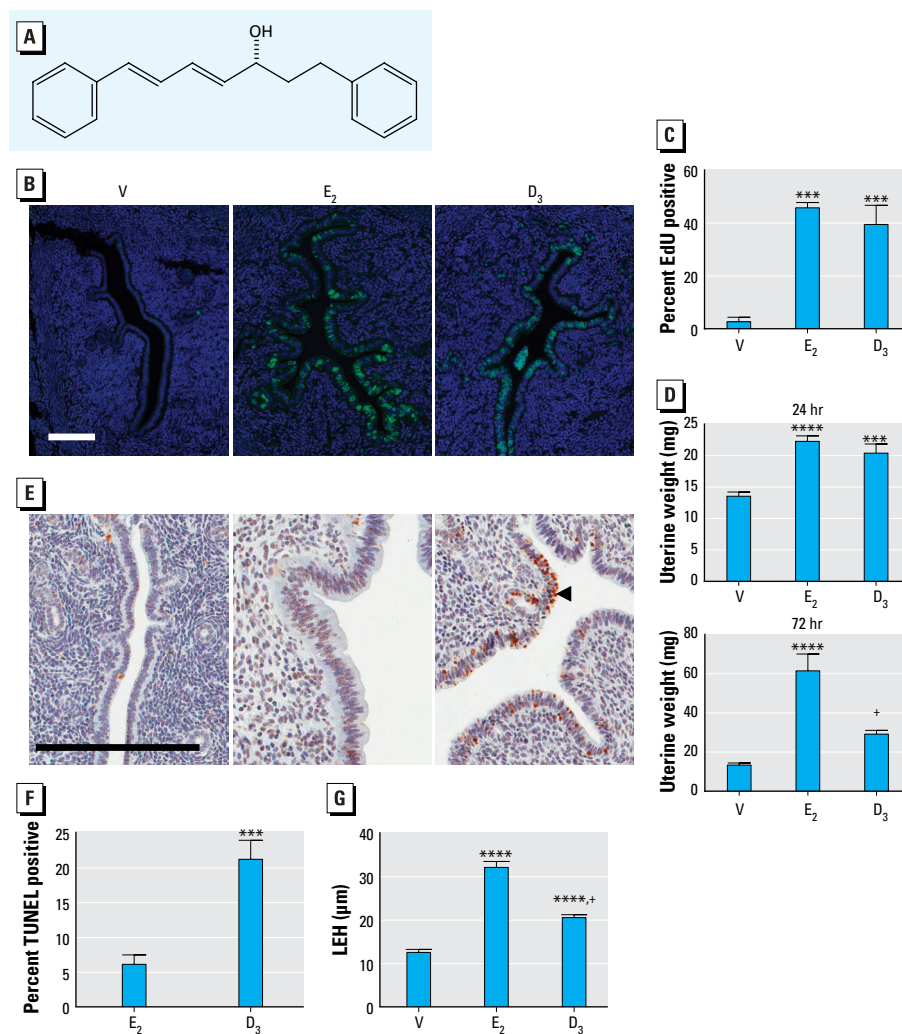 A
OH
B
V
E₂
D₃
C
Percent EdU positive
60
40
20
0
***
***
V
E₂
D₃
D
24 hr
Uterine weight (mg)
25
20
15
10
5
0
****
***
72 hr
Uterine weight (mg)
80
60
40
20
0
****
+
V
E₂
D₃
E
F
Percent TUNEL positive
25
20
15
10
5
0
***
E₂
D₃
G
LEH (µm)
40
30
20
10
0
****
****,+
V
E₂
D₃